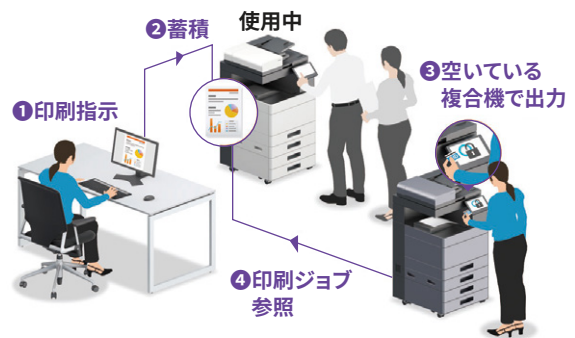 使用中
❷蓄積
❶印刷指示
❸空いている
複合機で出力
❹印刷ジョブ
参照